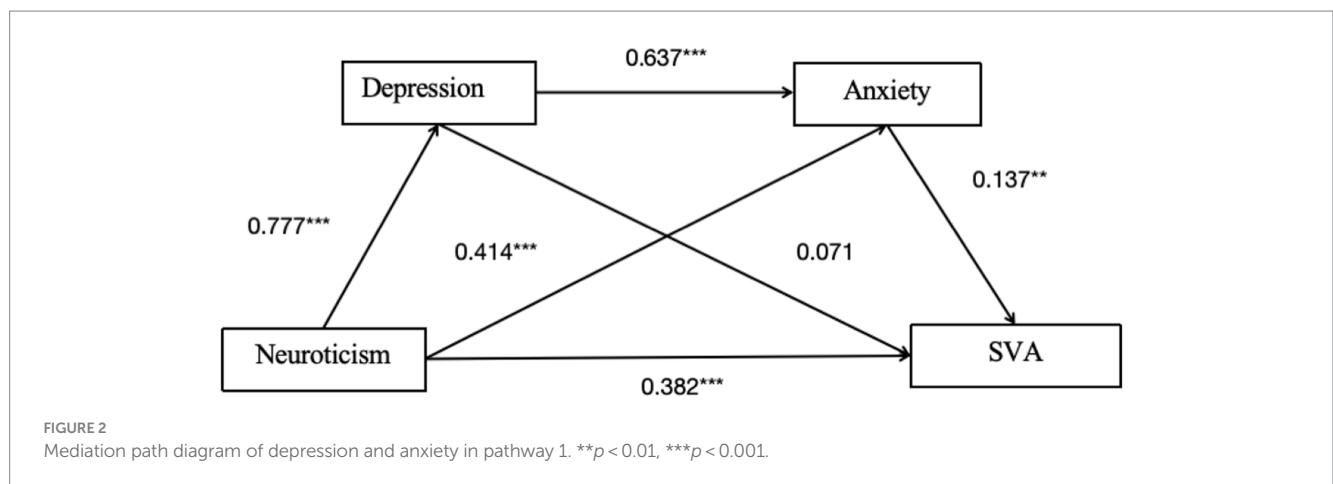 0.637***
Depression
Anxiety
0.137**
0.777***
0.414***
0.071
Neuroticism
SVA
0.382***
FIGURE 2
Mediation path diagram of depression and anxiety in pathway 1. **p < 0.01, ***p < 0.001.